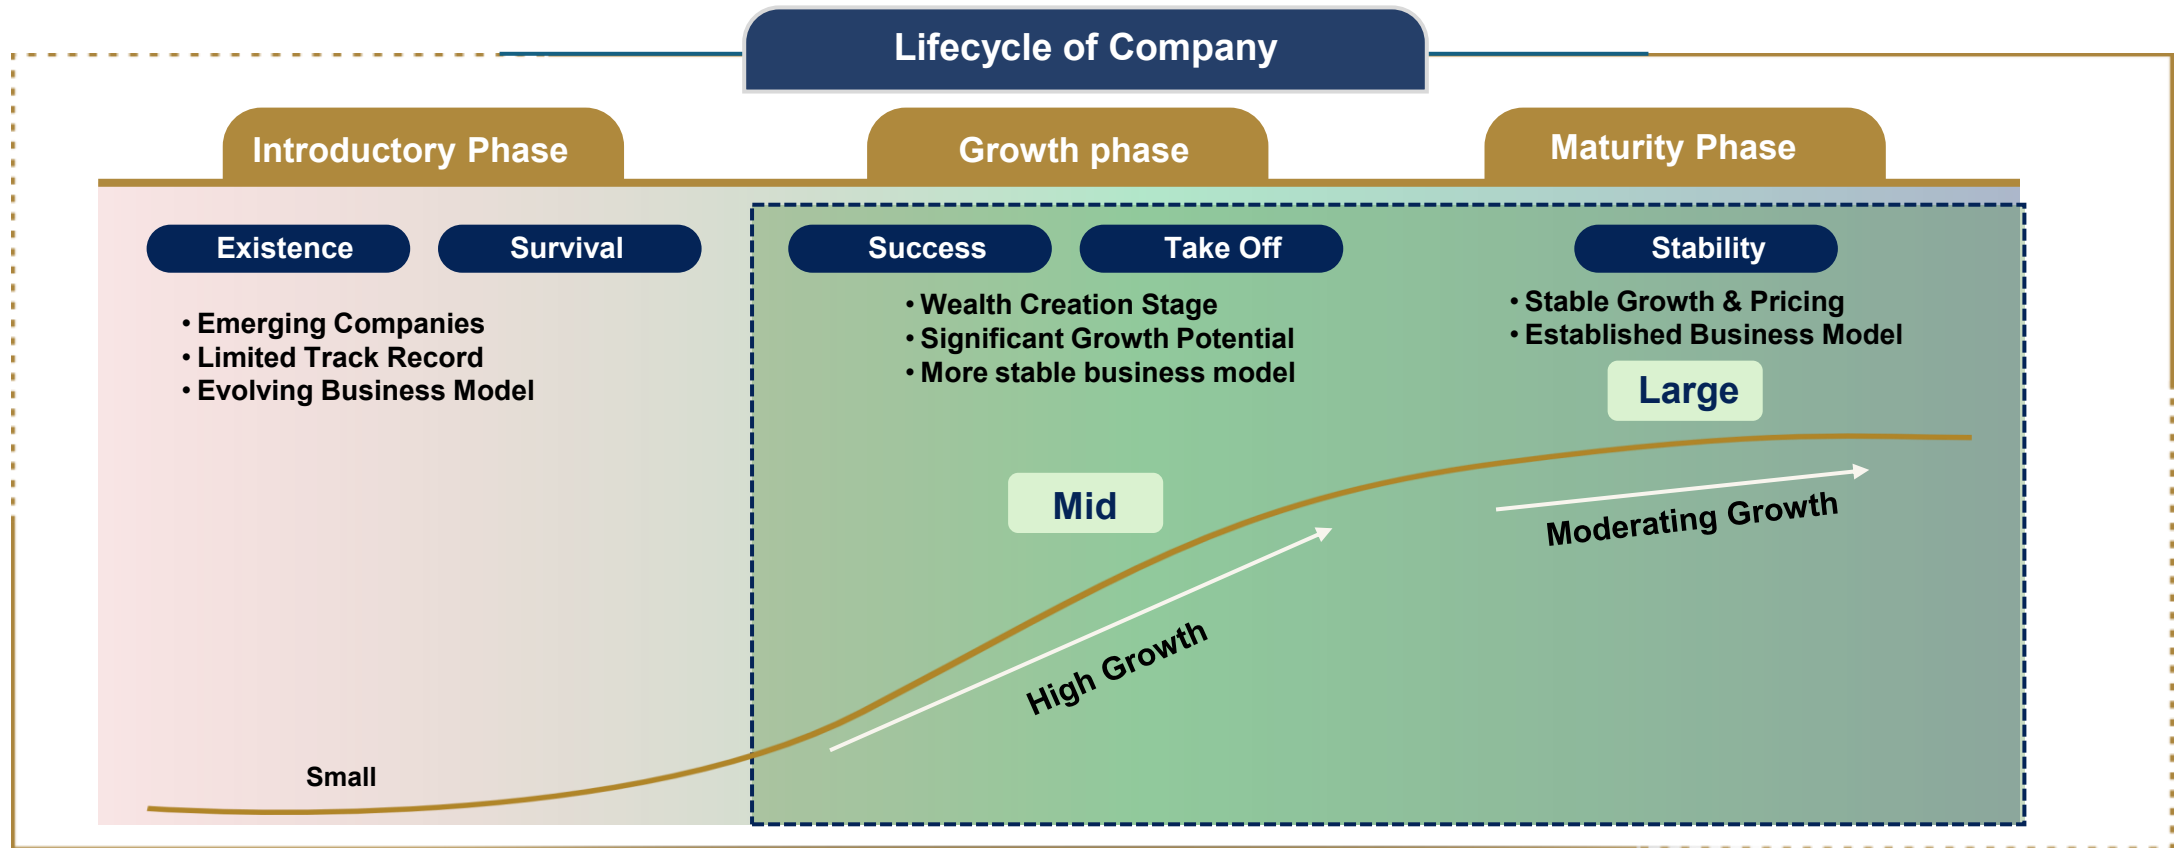 Lifecycle of Company
Introductory Phase
Growth phase
Maturity Phase
Existence
Survival
Success
Take Off
Stability
• Emerging Companies
• Limited Track Record
• Evolving Business Model
• Wealth Creation Stage
• Significant Growth Potential
• More stable business model
• Stable Growth & Pricing
• Established Business Model
Large
Mid
Moderating Growth
High Growth
Small